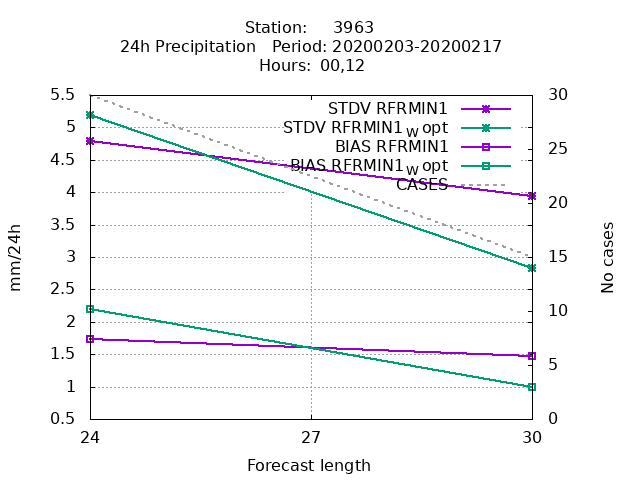 Station: 3963
24h Precipitation Period: 20200203-20200217
Hours: 00,12
5.5
5
4.5
4
3.5
3
2.5
2
1.5
1
0.5
30
25
20
15
10
5
0
STDV RFRMIN1
STDV RFRMIN1_W opt
BIAS RFRMIN1
BIAS RFRMIN1_W opt
CASES
mm/24h
No cases
24 27 30
Forecast length